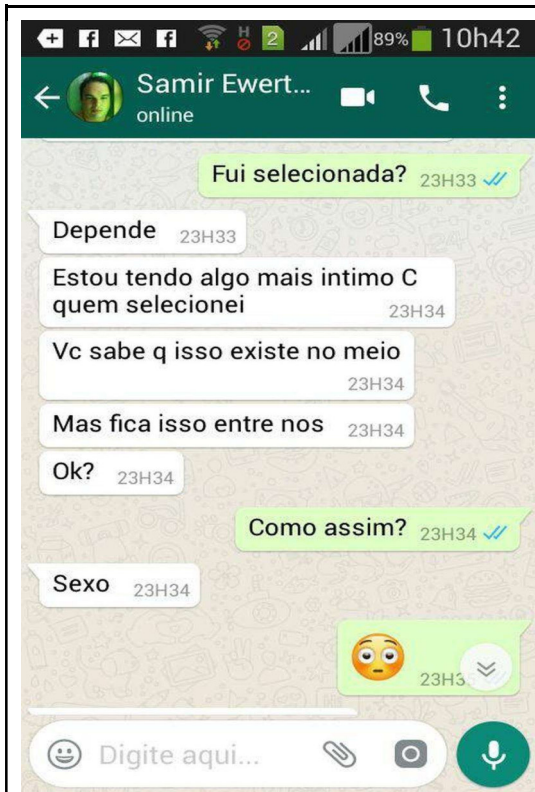 H 2 89% 10h42
Samir Ewert...
online
Fui selecionada? 23H33
Depende 23H33
Estou tendo algo mais intimo C
quem selecionei 23H34
Vc sabe q isso existe no meio
23H34
Mas fica isso entre nos 23H34
Ok? 23H34
Como assim? 23H34
Sexo 23H34
Digite aqui...